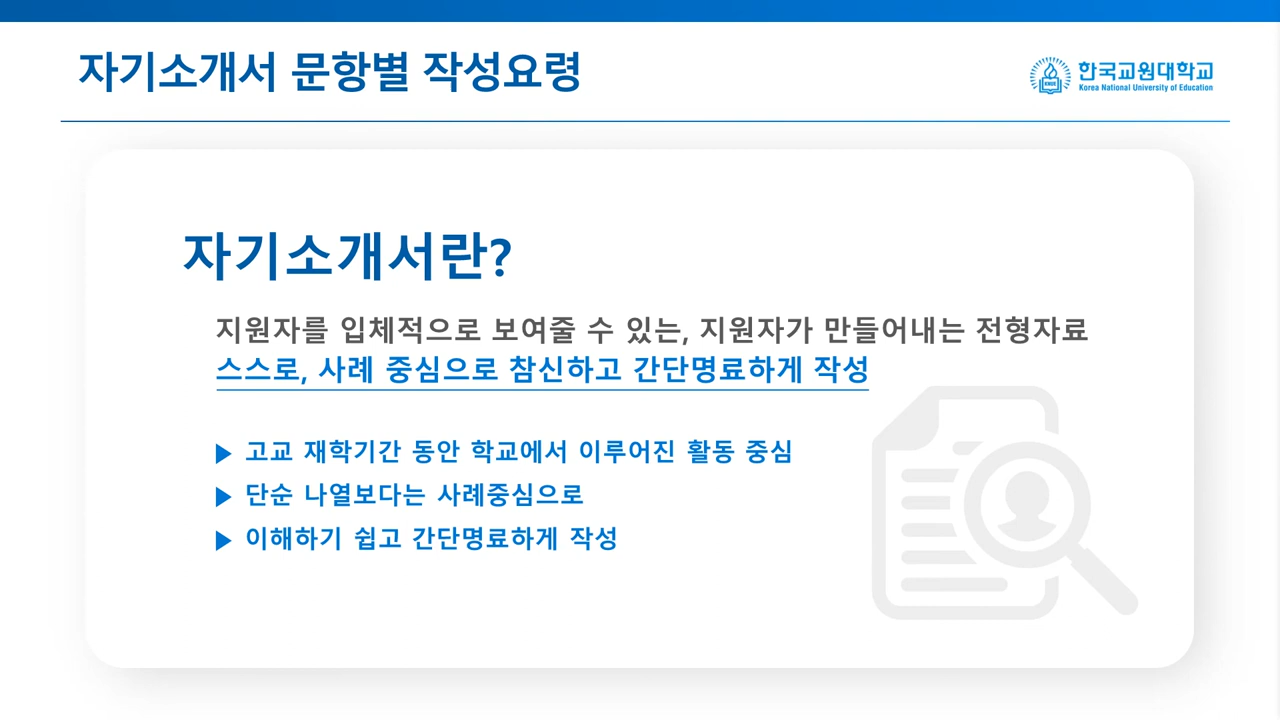 자기소개서 문항별 작성요령
한국교원대학교
Korea National University of Education
자기소개서란?
지원자를 입체적으로 보여줄 수 있는, 지원자가 만들어내는 전형자료
스스로, 사례 중심으로 참신하고 간단명료하게 작성
▶ 고교 재학기간 동안 학교에서 이루어진 활동 중심
▶ 단순 나열보다는 사례중심으로
▶ 이해하기 쉽고 간단명료하게 작성